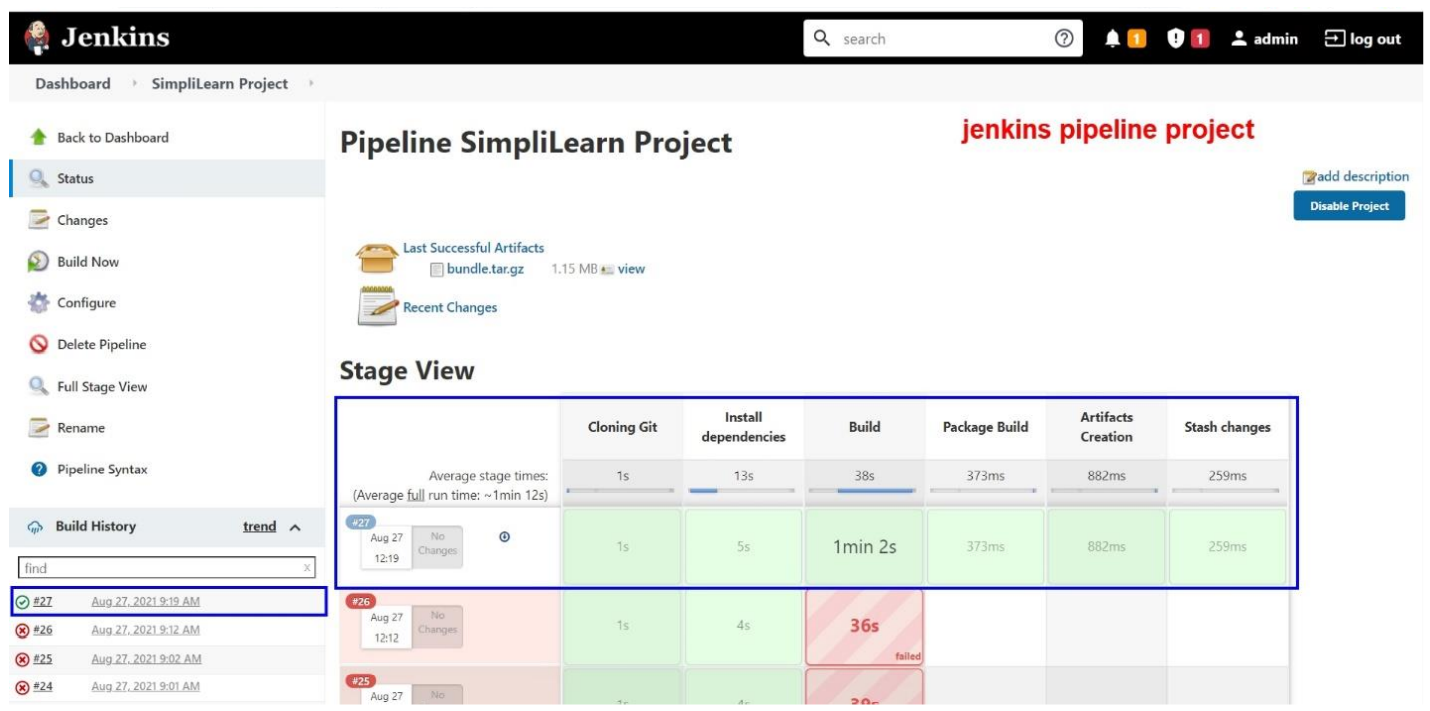 Jenkins
search
1
1
admin
log out
Dashboard
SimpliLearn Project
Back to Dashboard
Status
Changes
Build Now
Configure
Delete Pipeline
Full Stage View
Rename
Pipeline Syntax
Build History trend
find x
#27 Aug 27, 2021 9:19 AM
#26 Aug 27, 2021 9:12 AM
#25 Aug 27, 2021 9:02 AM
#24 Aug 27, 2021 9:01 AM
Pipeline SimpliLearn Project
jenkins pipeline project
add description
Disable Project
Last Successful Artifacts
bundle.tar.gz 1.15 MB view
Recent Changes
Stage View
Cloning Git
Install
dependencies
Build
Package Build
Artifacts
Creation
Stash changes
Average stage times:
(Average full run time: ~1min 12s)
1s 13s 38s 373ms 882ms 259ms
#27
Aug 27
12:19
No
Changes
1s 5s 1min 2s 373ms 882ms 259ms
#26
Aug 27
12:12
No
Changes
1s 4s 36s
failed
#25
Aug 27
No